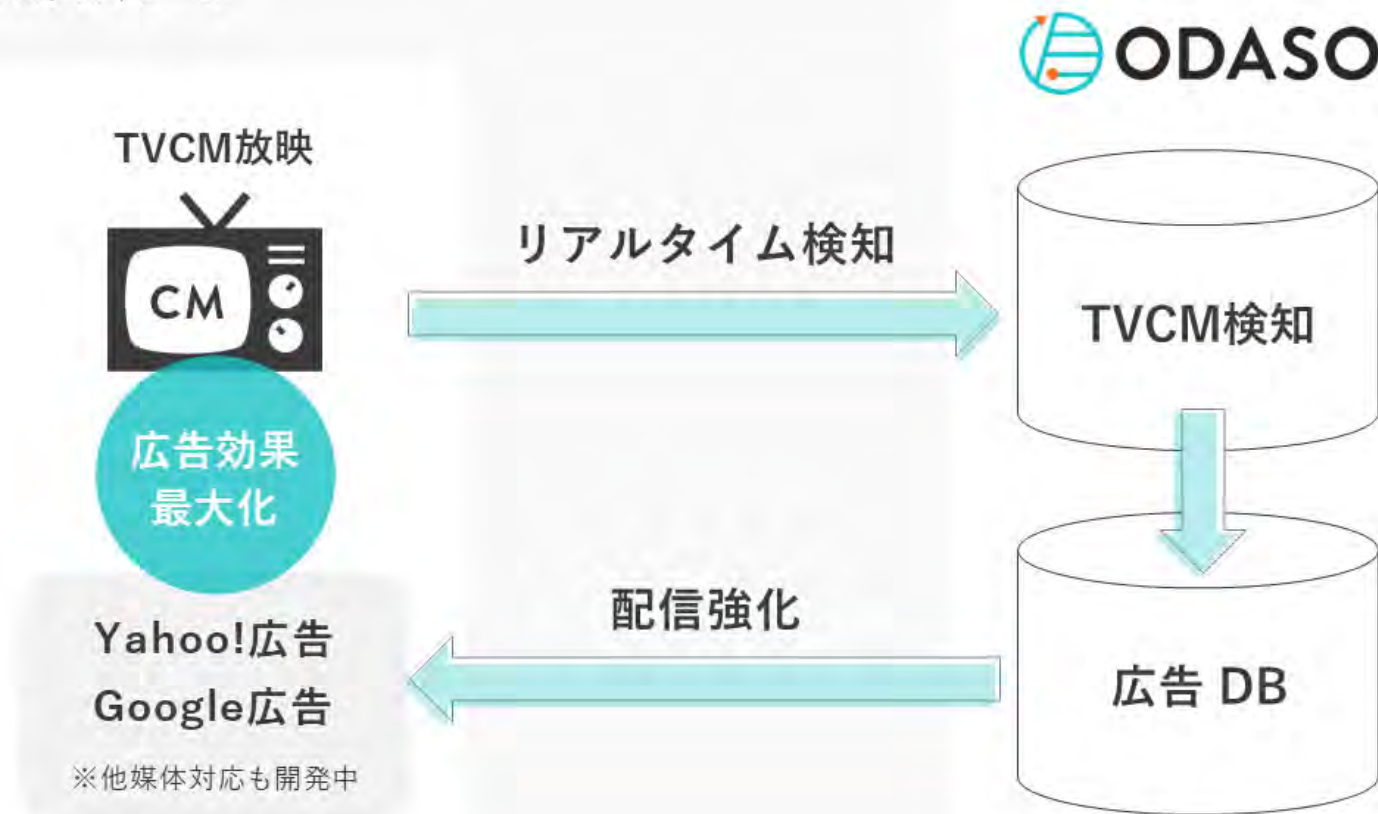 ODASO
TVCM放映
CM
リアルタイム検知
TVCM検知
広告効果
最大化
配信強化
Yahoo!広告
Google広告
※他媒体対応も開発中
広告 DB